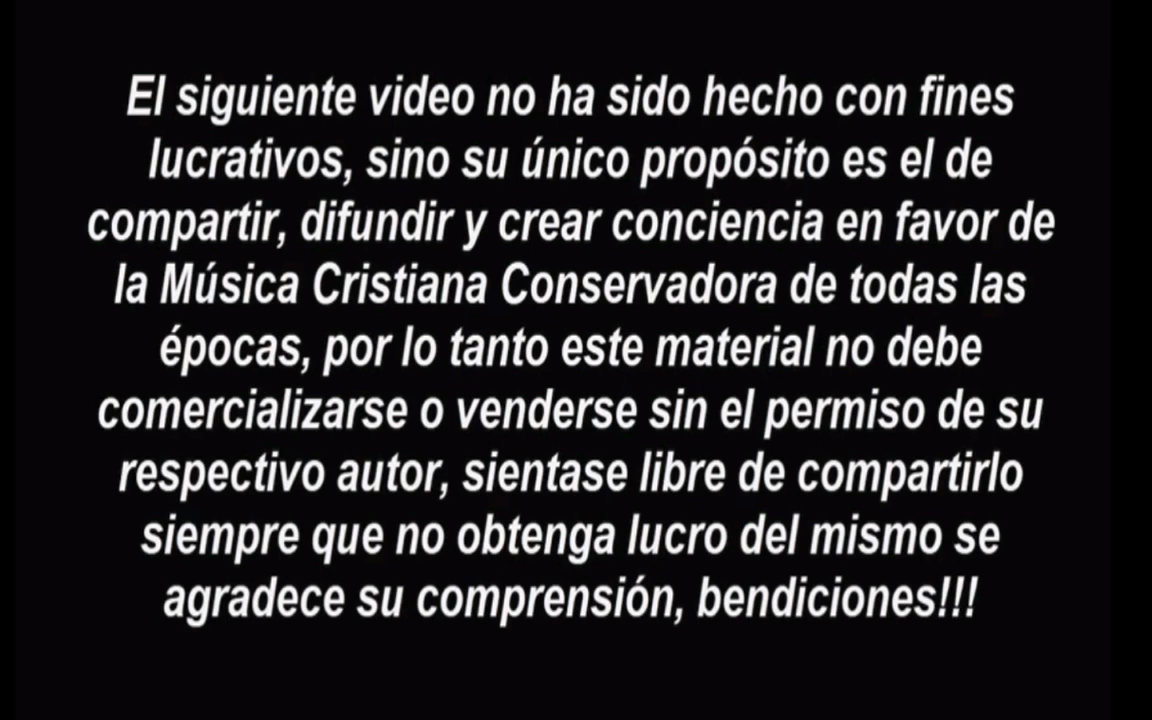 El siguiente video no ha sido hecho con fines
lucrativos, sino su único propósito es el de
compartir, difundir y crear conciencia en favor de
la Música Cristiana Conservadora de todas las
épocas, por lo tanto este material no debe
comercializarse o venderse sin el permiso de su
respectivo autor, sientase libre de compartirlo
siempre que no obtenga lucro del mismo se
agradece su comprensión, bendiciones!!!